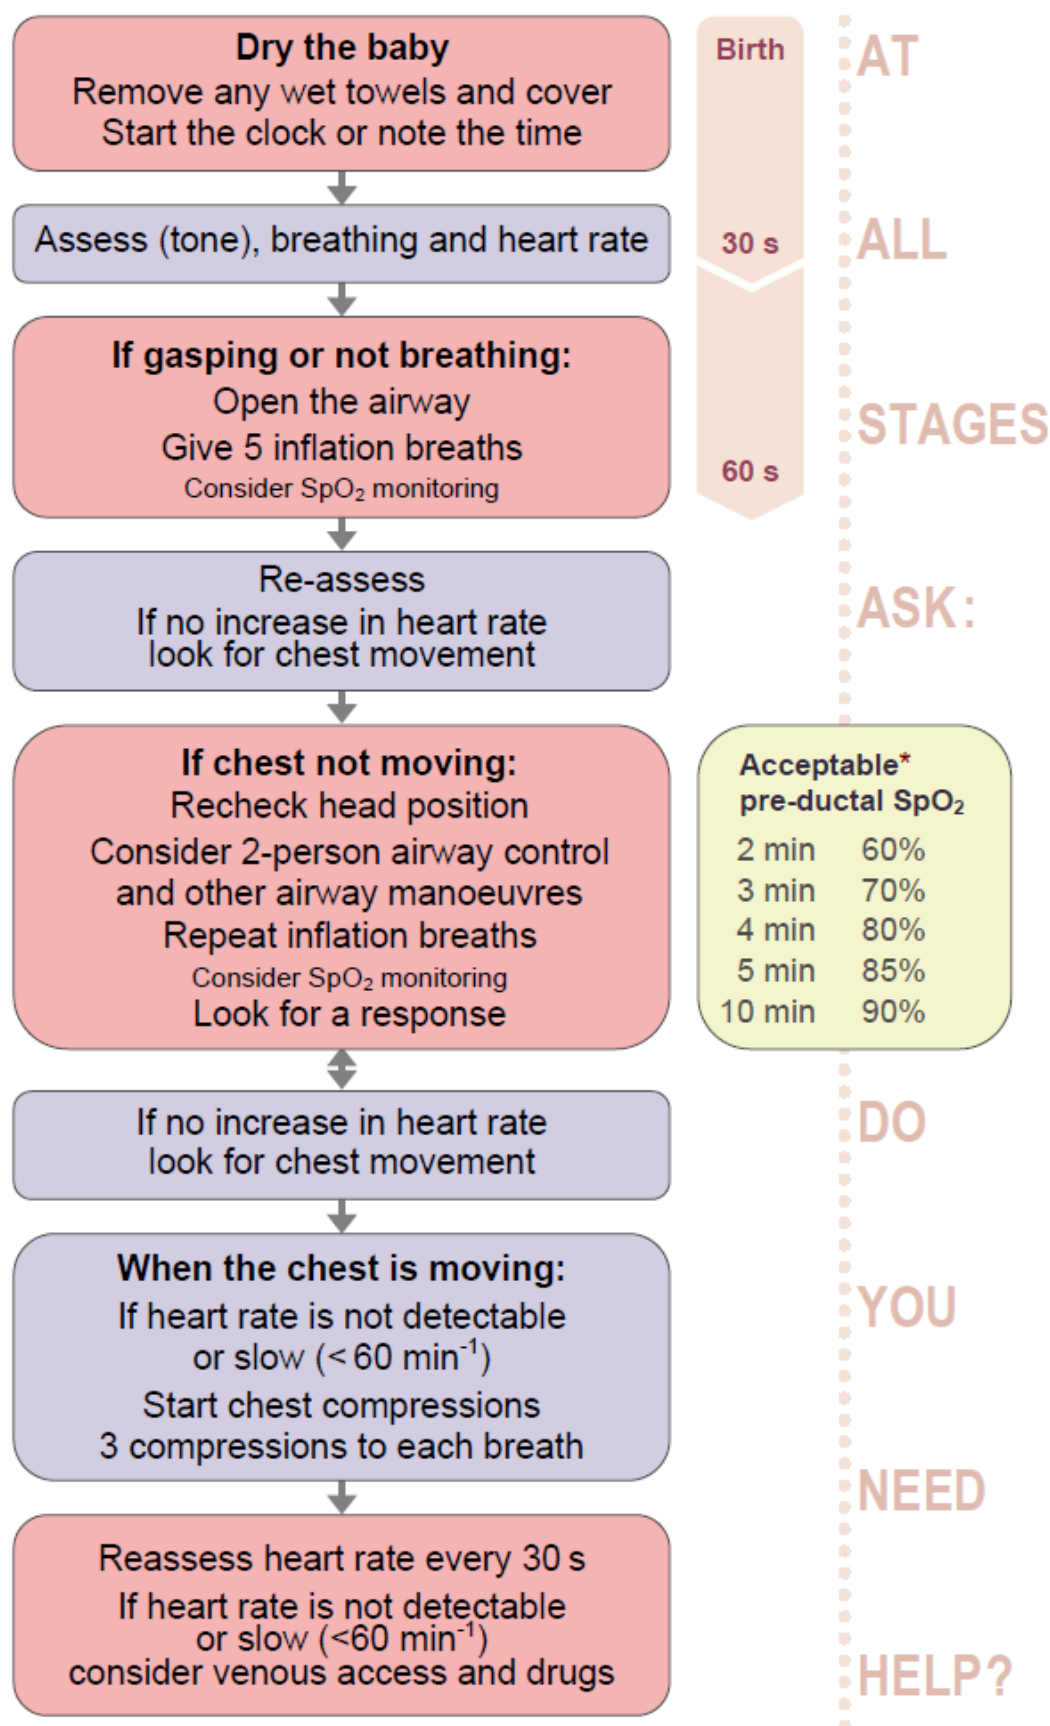 Dry the baby
Remove any wet towels and cover
Start the clock or note the time
Assess (tone), breathing and heart rate
If gasping or not breathing:
Open the airway
Give 5 inflation breaths
Consider SpO₂ monitoring
Re-assess
If no increase in heart rate
look for chest movement
If chest not moving:
Recheck head position
Consider 2-person airway control
and other airway manoeuvres
Repeat inflation breaths
Consider SpO₂ monitoring
Look for a response
If no increase in heart rate
look for chest movement
When the chest is moving:
If heart rate is not detectable
or slow (< 60 min⁻¹)
Start chest compressions
3 compressions to each breath
Reassess heart rate every 30 s
If heart rate is not detectable
or slow (<60 min⁻¹)
consider venous access and drugs
Birth
30 s
60 s
Acceptable*
pre-ductal SpO₂
2 min 60%
3 min 70%
4 min 80%
5 min 85%
10 min 90%
AT
ALL
STAGES
ASK:
DO
YOU
NEED
HELP?